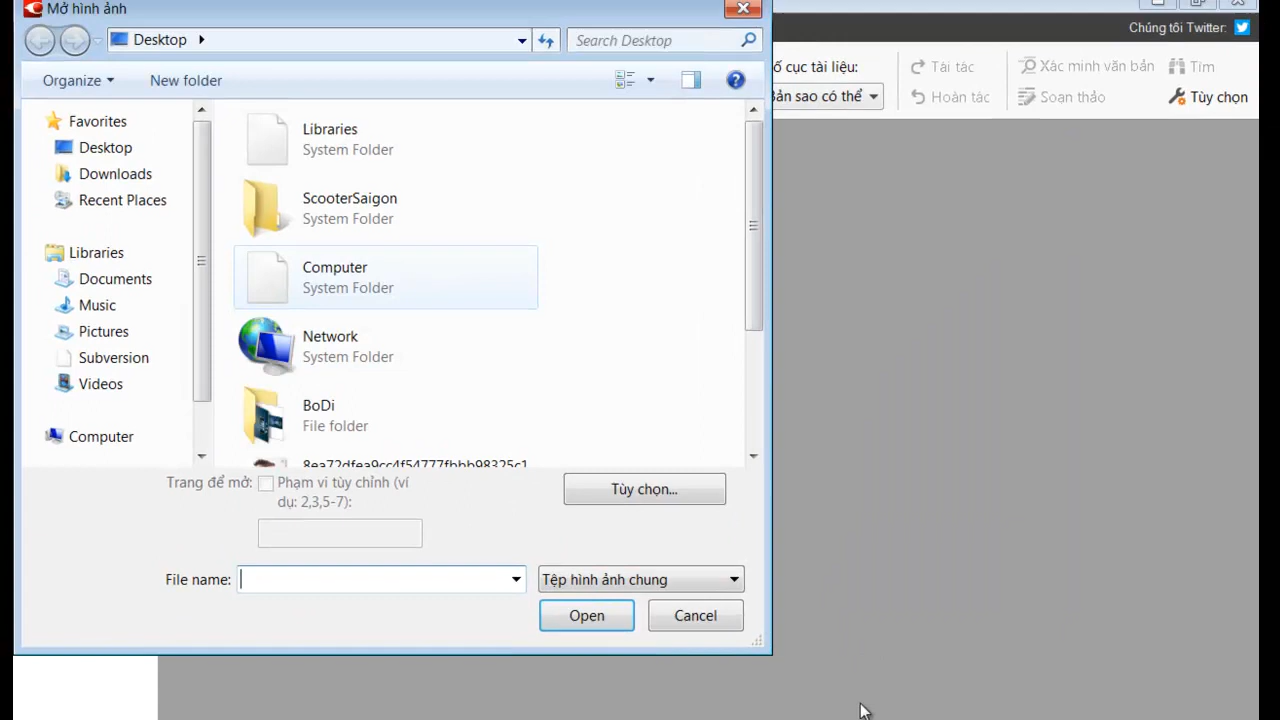 Mở hình ảnh
Chúng tôi Twitter:
Desktop
Search Desktop
Organize
New folder
Bản sao có thể
Tái tác
Hoàn tác
Xác minh văn bản
Soạn thảo
Tìm
Tùy chọn
cục tài liệu:
Favorites
Desktop
Downloads
Recent Places
Libraries
Documents
Music
Pictures
Subversion
Videos
Computer
Libraries
System Folder
ScooterSaigon
System Folder
Computer
System Folder
Network
System Folder
BoDi
File folder
Trang để mở:
Phạm vi tùy chỉnh (ví
dụ: 2,3,5-7):
Tùy chọn...
File name:
Tệp hình ảnh chung
Open
Cancel